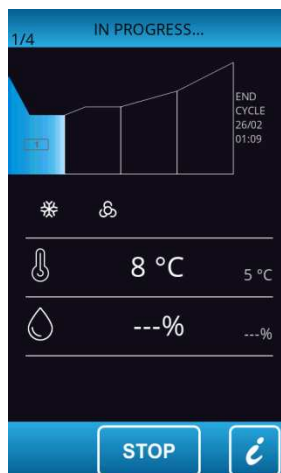 IN PROGRESS...
1/4
END
CYCLE
26/02
01:09
1
8 °C
5 °C
---%
---%
STOP
i